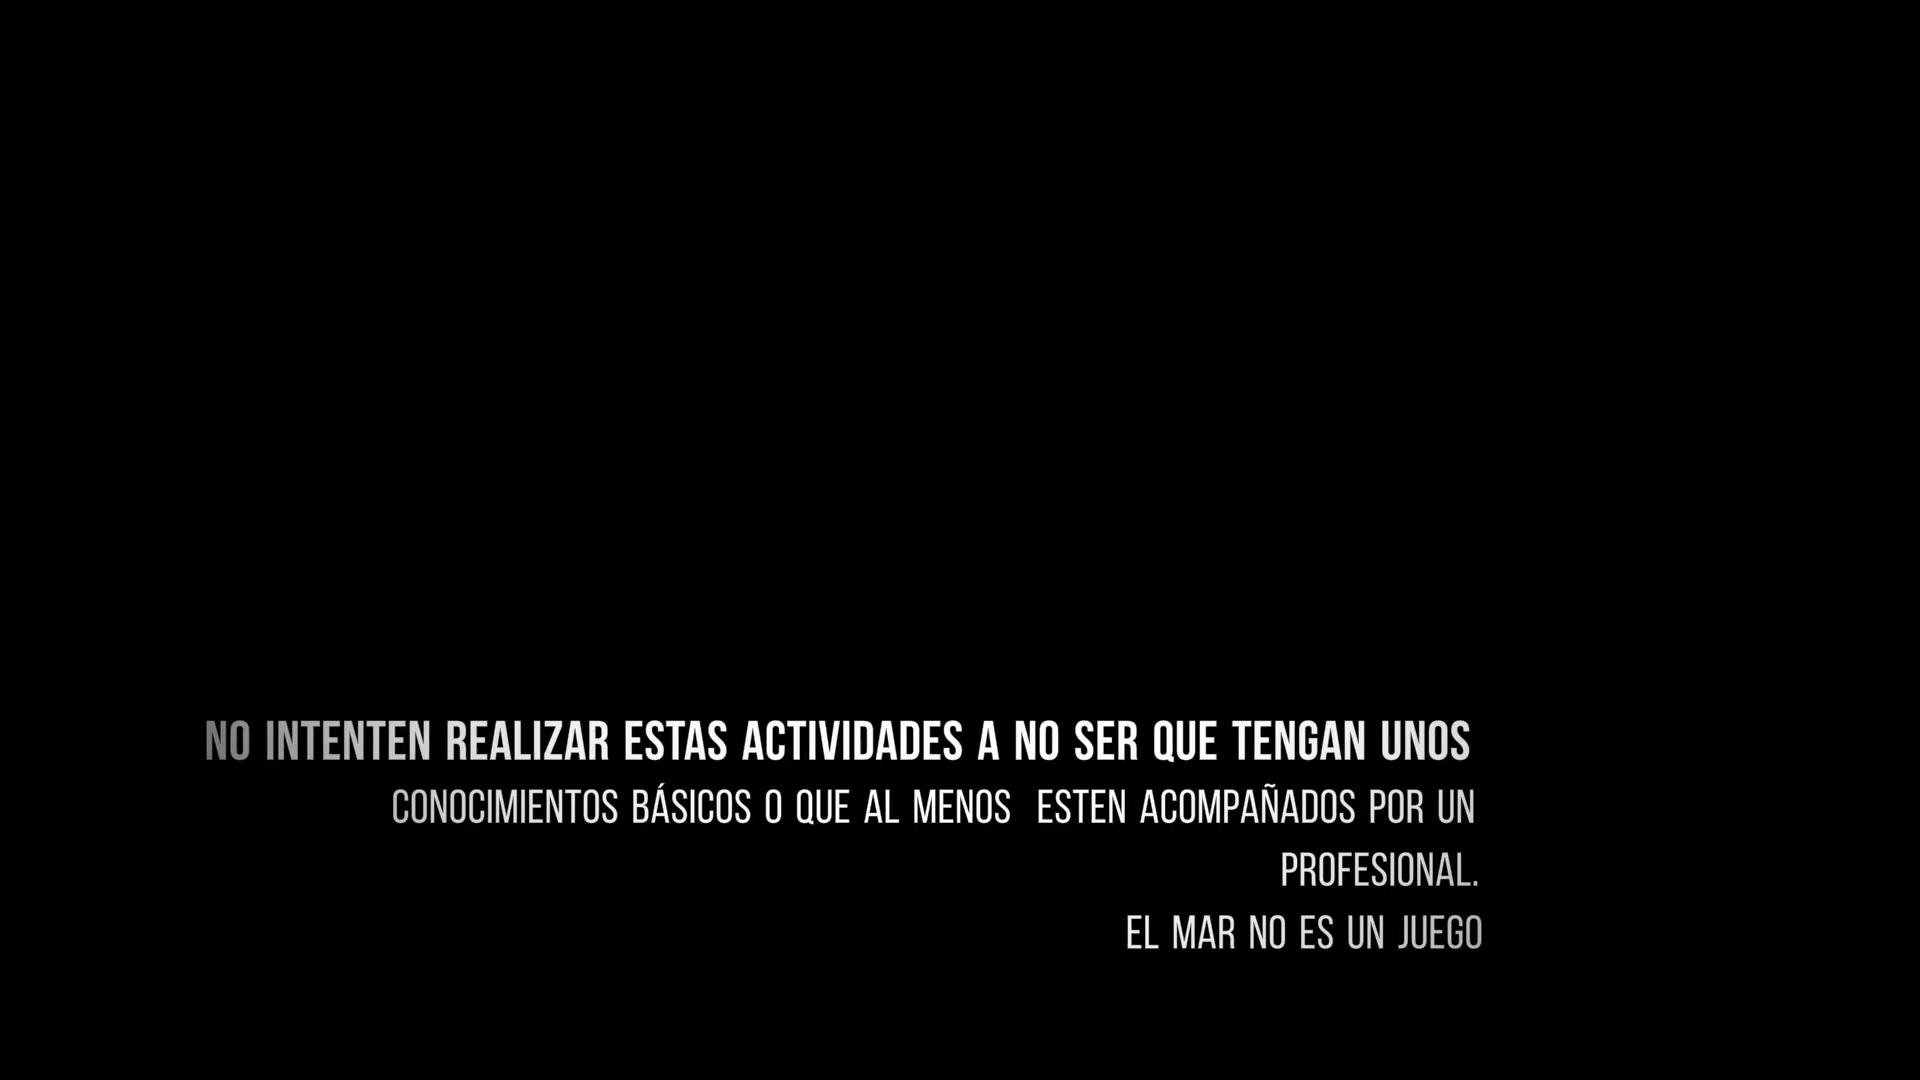 NO INTENTEN REALIZAR ESTAS ACTIVIDADES A NO SER QUE TENGAN UNOS
CONOCIMIENTOS BÁSICOS O QUE AL MENOS  ESTEN ACOMPAÑADOS POR UN
PROFESIONAL.
EL MAR NO ES UN JUEGO